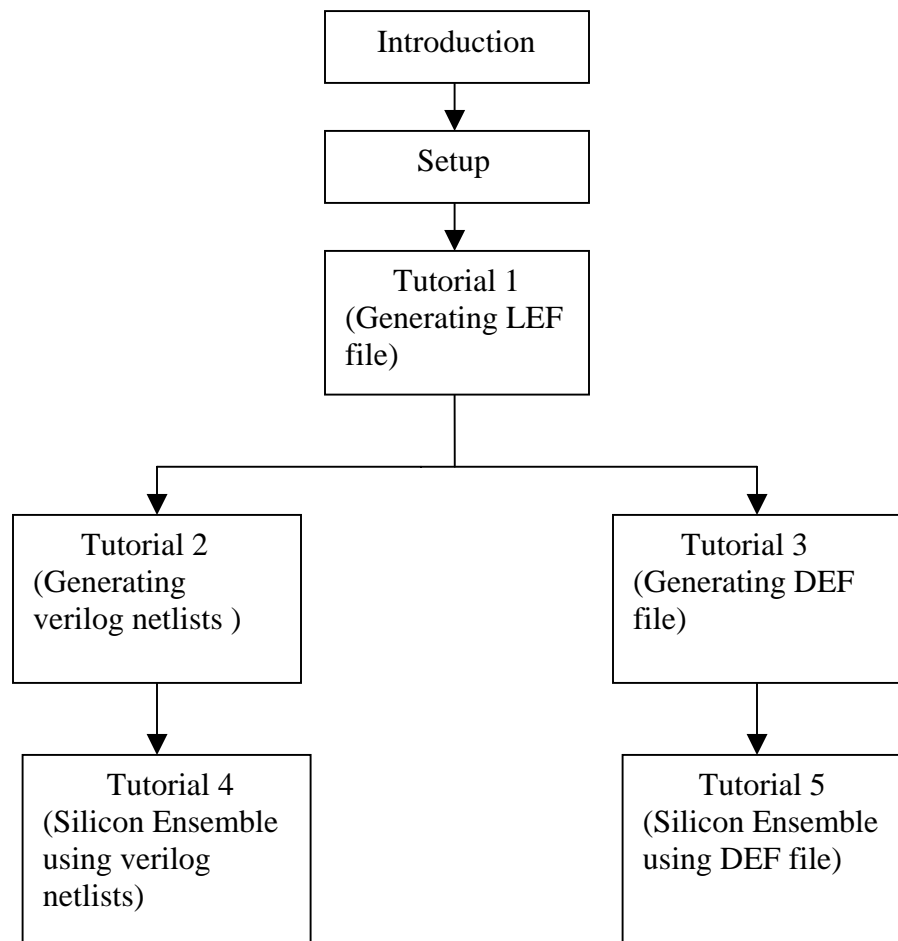 Introduction
Setup
Tutorial 1
(Generating LEF
file)
Tutorial 2
(Generating
verilog netlists )
Tutorial 3
(Generating DEF
file)
Tutorial 4
(Silicon Ensemble
using verilog
netlists)
Tutorial 5
(Silicon Ensemble
using DEF file)